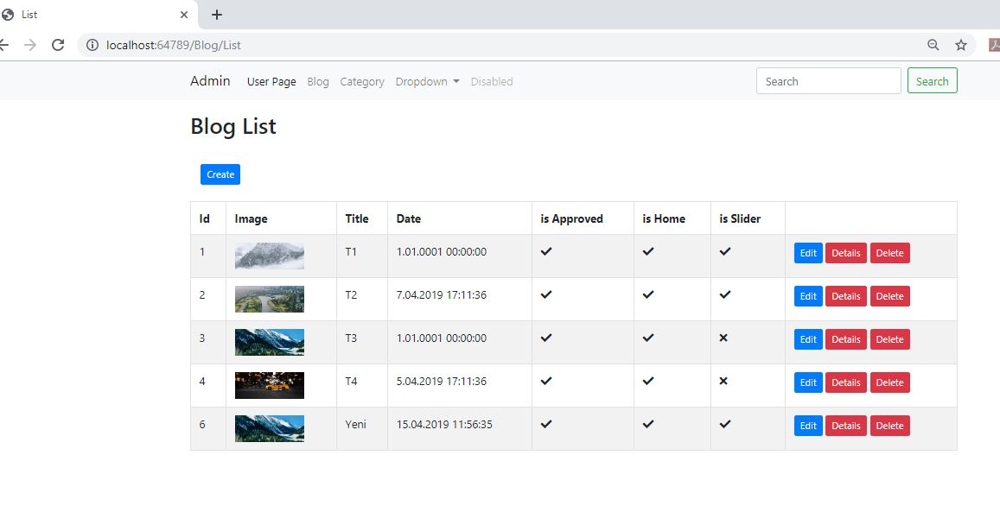 List
localhost:64789/Blog/List
Admin User Page Blog Category Dropdown Disabled Search Search
Blog List
Create
Id Image Title Date is Approved is Home is Slider
1 T1 1.01.0001 00:00:00 Edit Details Delete
2 T2 7.04.2019 17:11:36 Edit Details Delete
3 T3 1.01.0001 00:00:00 Edit Details Delete
4 T4 5.04.2019 17:11:36 Edit Details Delete
6 Yeni 15.04.2019 11:56:35 Edit Details Delete